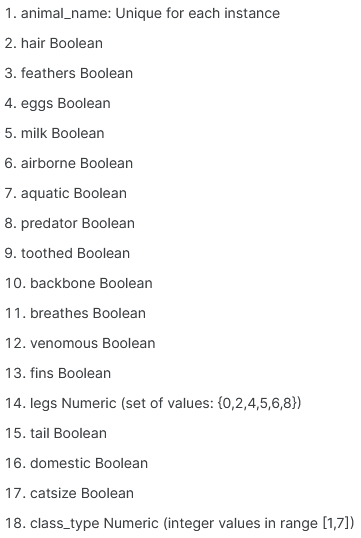 1. animal_name: Unique for each instance
2. hair Boolean
3. feathers Boolean
4. eggs Boolean
5. milk Boolean
6. airborne Boolean
7. aquatic Boolean
8. predator Boolean
9. toothed Boolean
10. backbone Boolean
11. breathes Boolean
12. venomous Boolean
13. fins Boolean
14. legs Numeric (set of values: {0,2,4,5,6,8})
15. tail Boolean
16. domestic Boolean
17. catsize Boolean
18. class_type Numeric (integer values in range [1,7])